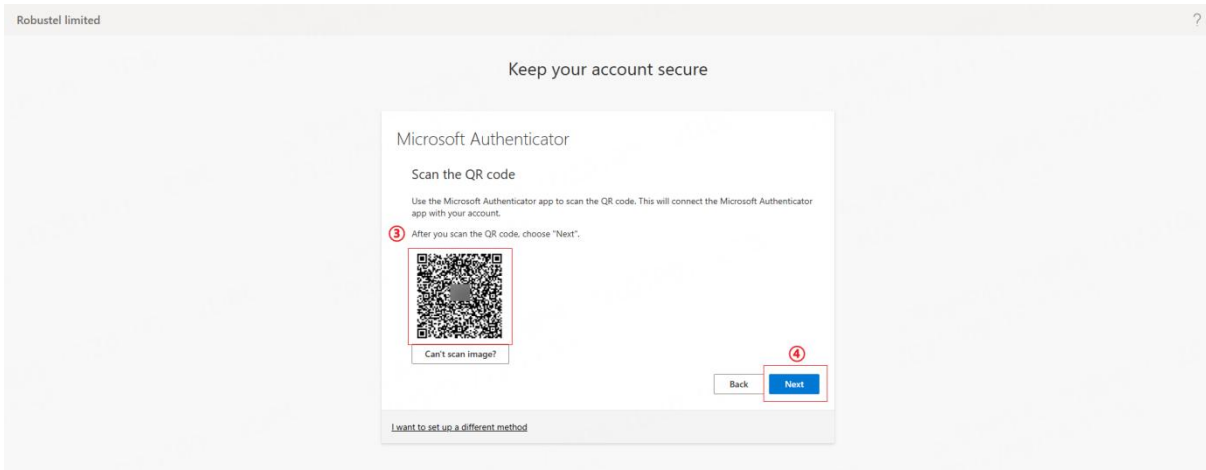 Robustel limited
?
Keep your account secure
Microsoft Authenticator
Scan the QR code
Use the Microsoft Authenticator app to scan the QR code. This will connect the Microsoft Authenticator
app with your account.
③ After you scan the QR code, choose "Next".
Can't scan image?
④
Back Next
I want to set up a different method